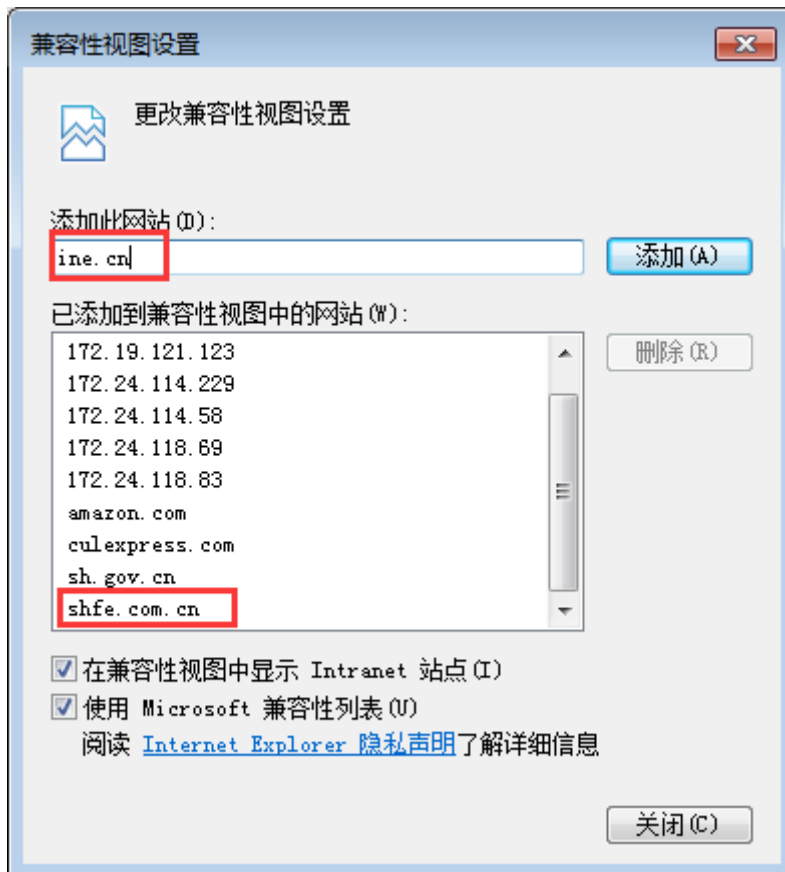 兼容性视图设置
更改兼容性视图设置
添加此网站(D):
ine.cn
添加(A)
已添加到兼容性视图中的网站(W):
172.19.121.123
172.24.114.229
172.24.114.58
172.24.118.69
172.24.118.83
amazon.com
culexpress.com
sh.gov.cn
shfe.com.cn
删除(R)
在兼容性视图中显示 Intranet 站点(I)
使用 Microsoft 兼容性列表(U)
阅读 Internet Explorer 隐私声明了解详细信息
关闭(C)